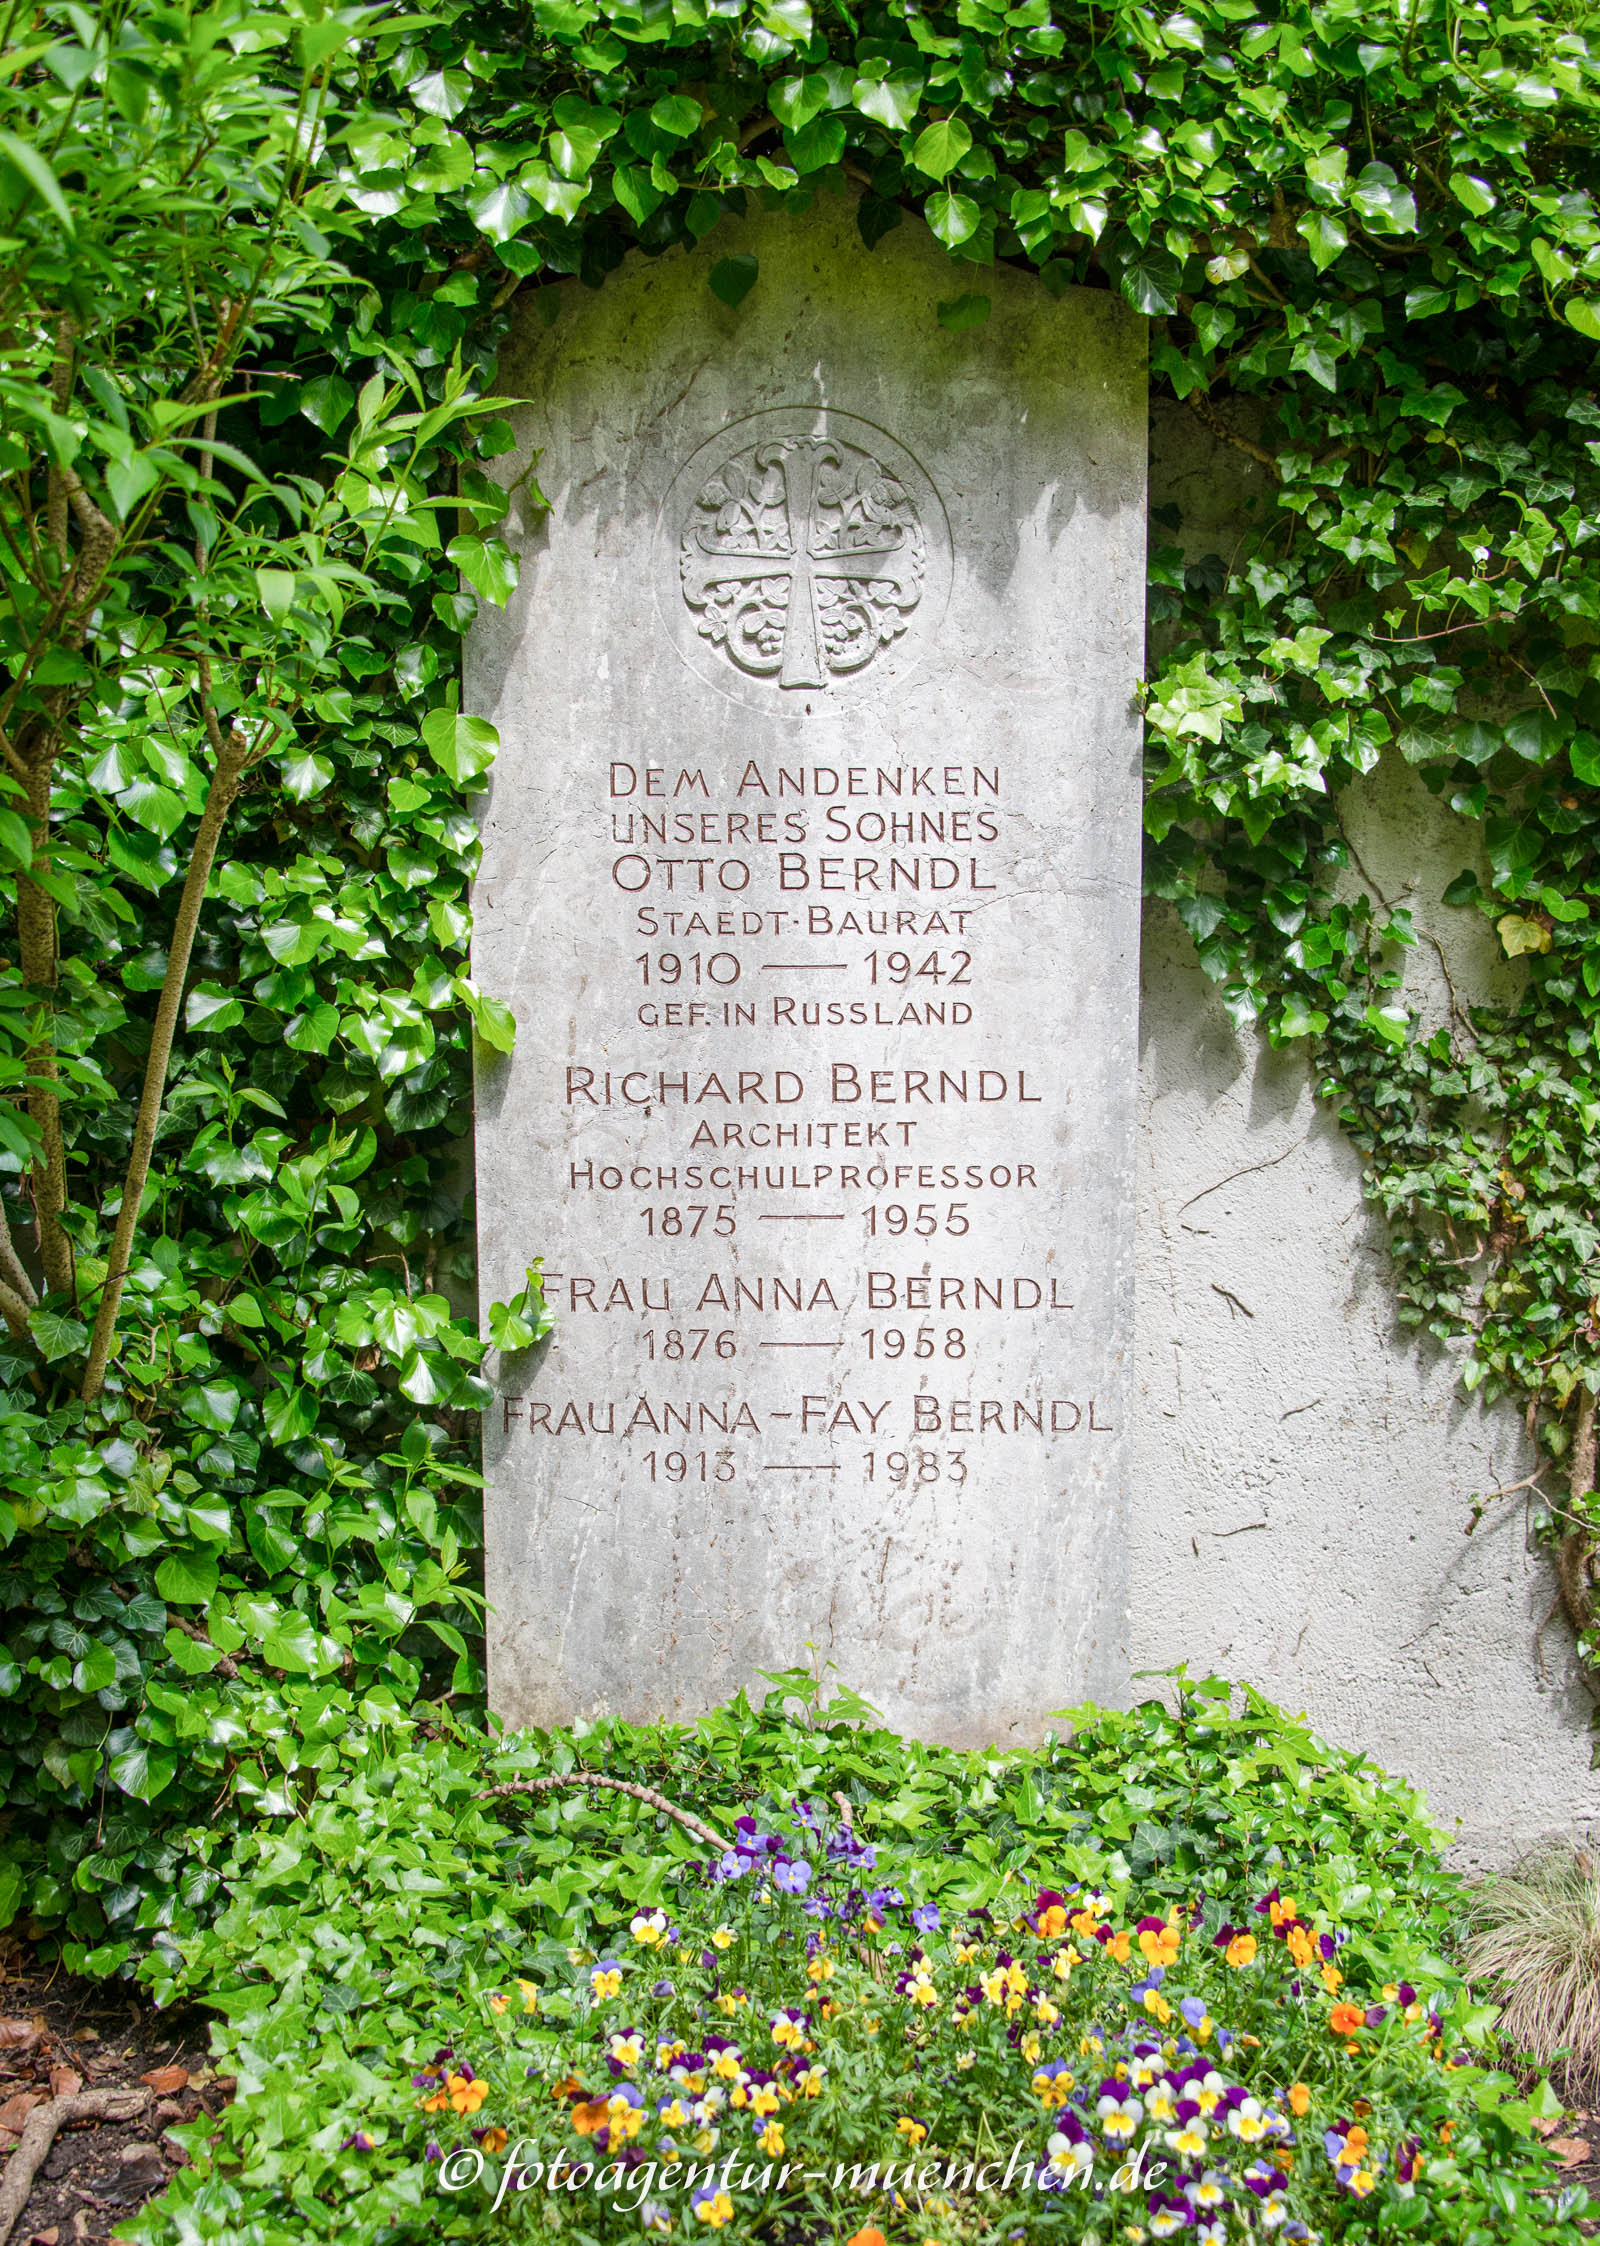 DEM ANDENKEN
UNSERES SOHNES
OTTO BERNDL
STAEDT·BAURAT
1910 — 1942
GEF. IN RUSSLAND
RICHARD BERNDL
ARCHITEKT
HOCHSCHULPROFESSOR
1875 — 1955
FRAU ANNA BERNDL
1876 — 1958
FRAU ANNA-FAY BERNDL
1913 — 1983
© fotoagentur-muenchen.de